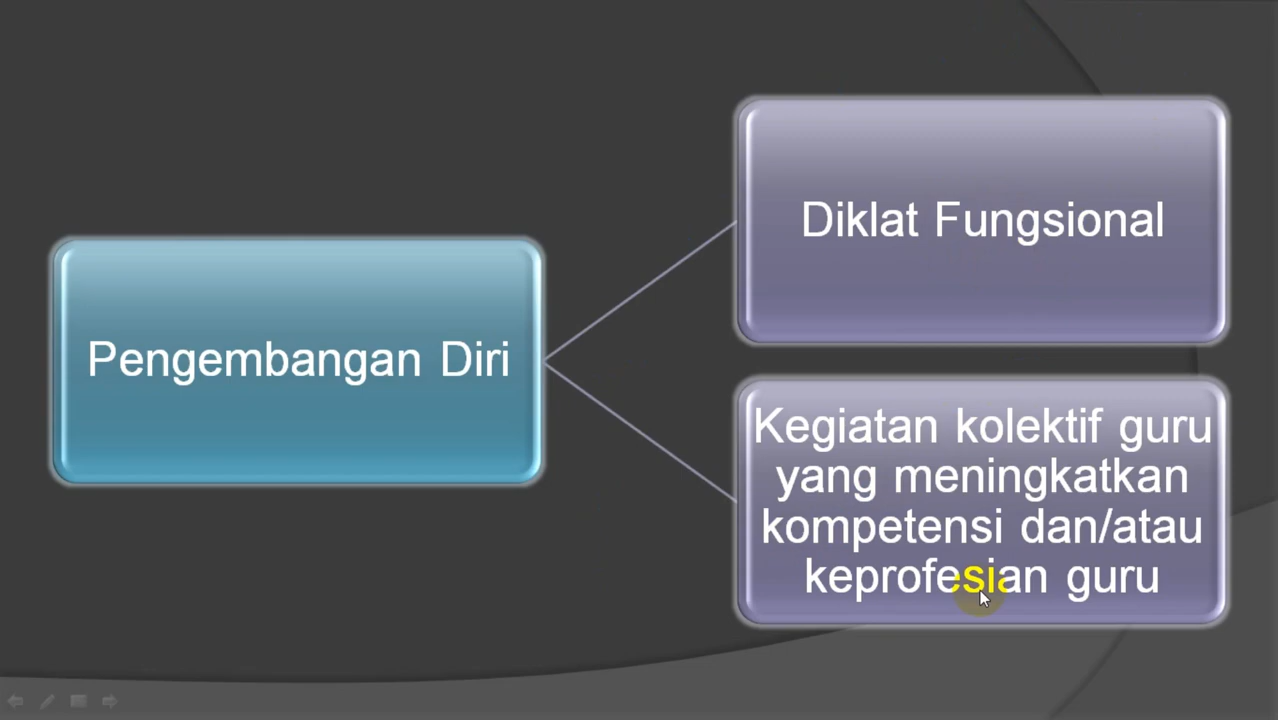 Pengembangan Diri
Diklat Fungsional
Kegiatan kolektif guru
yang meningkatkan
kompetensi dan/atau
keprofesian guru